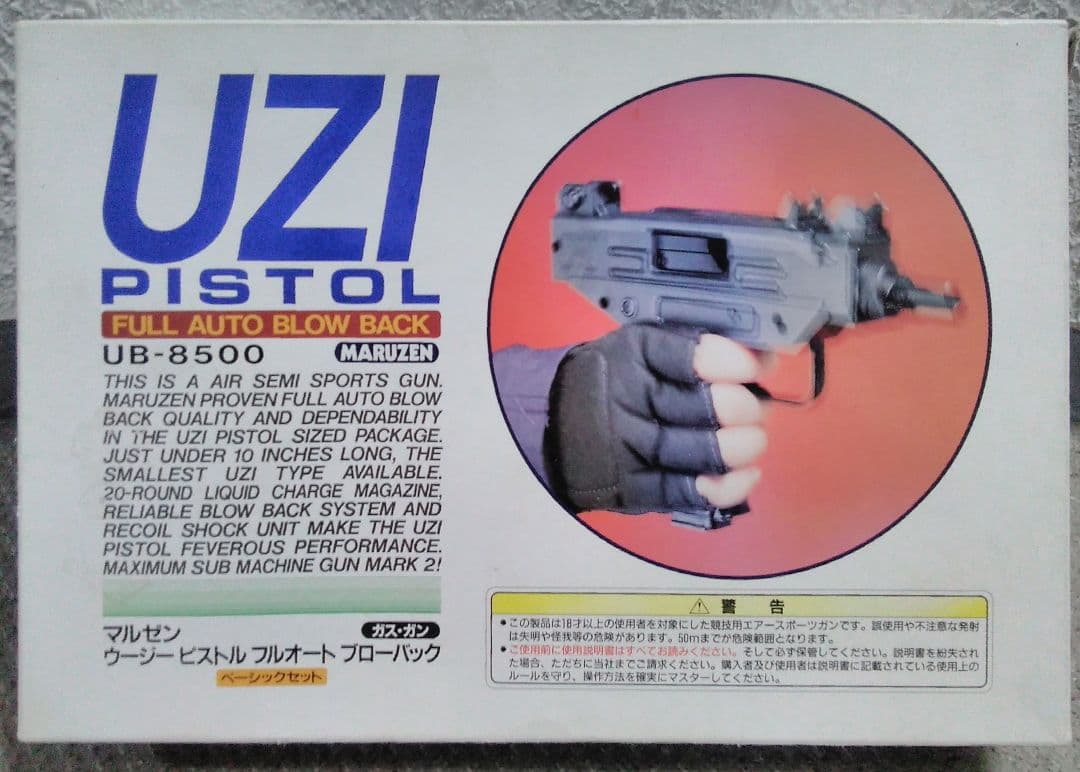 UZI
PISTOL
FULL AUTO BLOW BACK
UB-8500 MARUZEN
THIS IS A AIR SEMI SPORTS GUN.
MARUZEN PROVEN FULL AUTO BLOW
BACK QUALITY AND DEPENDABILITY
IN THE UZI PISTOL SIZED PACKAGE.
JUST UNDER 10 INCHES LONG, THE
SMALLEST UZI TYPE AVAILABLE.
20-ROUND LIQUID CHARGE MAGAZINE,
RELIABLE BLOW BACK SYSTEM AND
RECOIL SHOCK UNIT MAKE THE UZI
PISTOL FEVEROUS PERFORMANCE.
MAXIMUM SUB MACHINE GUN MARK 2!
マルゼン ガス・ガン
ウージー ピストル フルオート ブローバック
ベーシックセット
⚠ 警告
●この製品は18才以上の使用者を対象にした競技用エアースポーツガンです。誤使用や不注意な発射
は失明や怪我等の危険があります。50mまでが危険範囲となります。
●ご使用前に使用説明書はすべてお読みください。そして必ず保管してください。説明書を紛失され
た場合、ただちに当社までご請求ください。購入者及び使用者は説明書に記載されている使用上の
ルールを守り、操作方法を確実にマスターしてください。